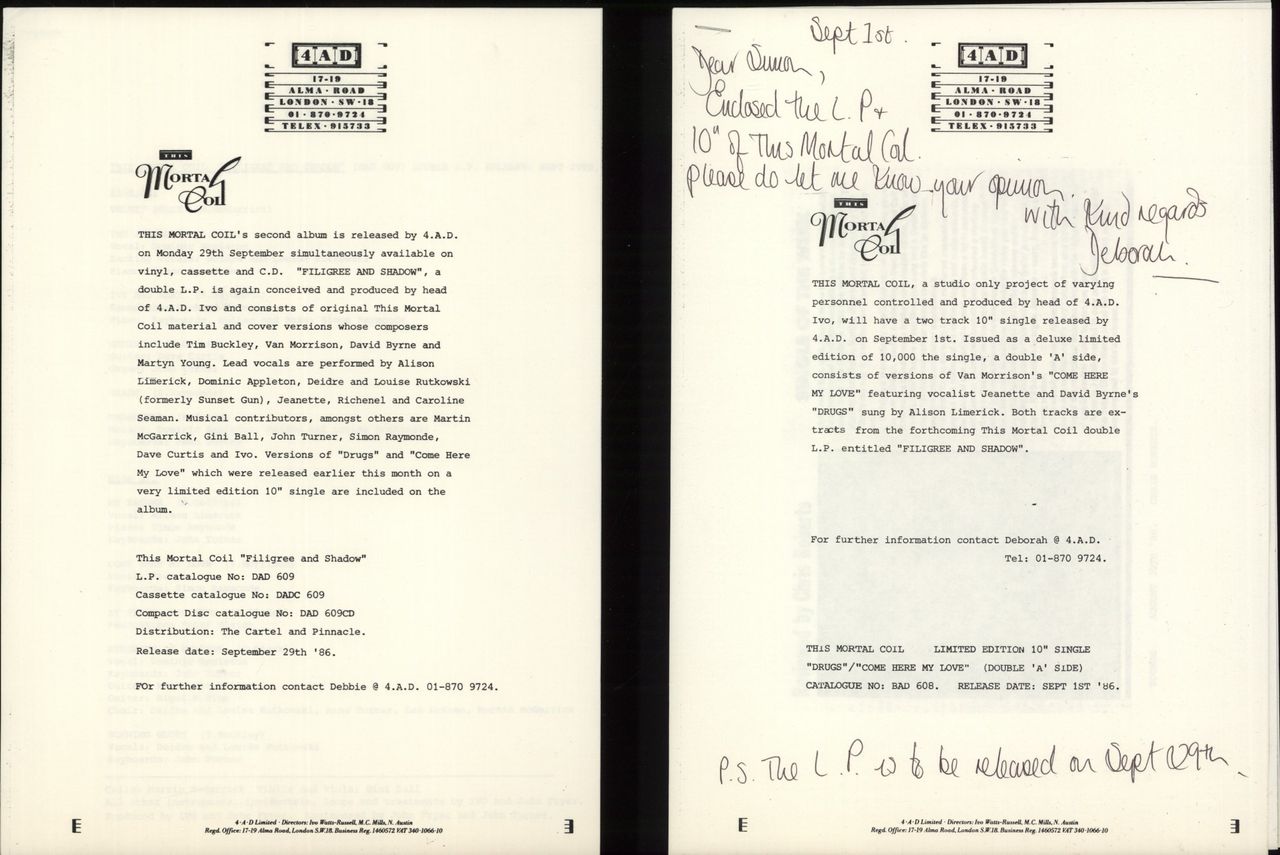 4AD
17-19
ALMA · ROAD
LONDON · SW·18
01 · 870·9724
TELEX · 915733
THIS
MORTAL
COIL
THIS MORTAL COIL's second album is released by 4.A.D.
on Monday 29th September simultaneously available on
vinyl, cassette and C.D. "FILIGREE AND SHADOW", a
double L.P. is again conceived and produced by head
of 4.A.D. Ivo and consists of original This Mortal
Coil material and cover versions whose composers
include Tim Buckley, Van Morrison, David Byrne and
Martyn Young. Lead vocals are performed by Alison
Limerick, Dominic Appleton, Deidre and Louise Rutkowski
(formerly Sunset Gun), Jeanette, Richenel and Caroline
Seaman. Musical contributors, amongst others are Martin
McGarrick, Gini Ball, John Turner, Simon Raymonde,
Dave Curtis and Ivo. Versions of "Drugs" and "Come Here
My Love" which were released earlier this month on a
very limited edition 10" single are included on the
album.
This Mortal Coil "Filigree and Shadow"
L.P. catalogue No: DAD 609
Cassette catalogue No: DADC 609
Compact Disc catalogue No: DAD 609CD
Distribution: The Cartel and Pinnacle.
Release date: September 29th '86.
FOr further information contact Debbie @ 4.A.D. 01-870 9724.
4·A·D Limited · Directors: Ivo Watts-Russell, M.C. Mills, N. Austin
Regd. Office: 17-19 Alma Road, London S.W.18. Business Reg. 1460572 VAT 340·1066·10
Sept 1st.
Dear Simon,
Enclosed the L.P +
10" of This Mortal Coil.
please do let me know your opinion.
with Kind regards
Deborah.
4AD
17-19
ALMA · ROAD
LONDON · SW·18
01 · 870·9724
TELEX · 915733
THIS
MORTAL
COIL
THIS MORTAL COIL, a studio only project of varying
personnel controlled and produced by head of 4.A.D.
Ivo, will have a two track 10" single released by
4.A.D. on September 1st. Issued as a deluxe limited
edition of 10,000 the single, a double 'A' side,
consists of versions of Van Morrison's "COME HERE
MY LOVE" featuring vocalist Jeanette and David Byrne's
"DRUGS" sung by Alison Limerick. Both tracks are ex-
tracts from the forthcoming This Mortal Coil double
L.P. entitled "FILIGREE AND SHADOW".
For further information contact Deborah @ 4.A.D.
Tel: 01-870 9724.
THIS MORTAL COIL LIMITED EDITION 10" SINGLE
"DRUGS"/"COME HERE MY LOVE" (DOUBLE 'A' SIDE)
CATALOGUE NO: BAD 608. RELEASE DATE: SEPT 1ST '86.
P.S. The L.P. is to be released on Sept 29th.
4·A·D Limited · Directors: Ivo Watts-Russell, M.C. Mills, N. Austin
Regd. Office: 17-19 Alma Road, London S.W.18. Business Reg. 1460572 VAT 340·1066·10